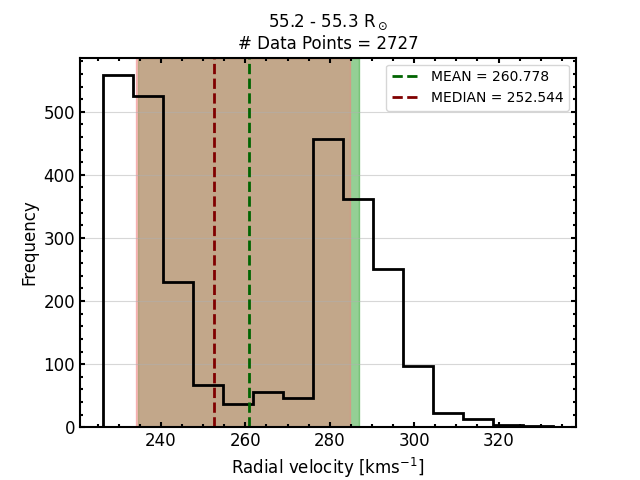 55.2 - 55.3 R⊙
# Data Points = 2727
MEAN = 260.778
MEDIAN = 252.544
Frequency
500
400
300
200
100
0
240 260 280 300 320
Radial velocity [kms⁻¹]